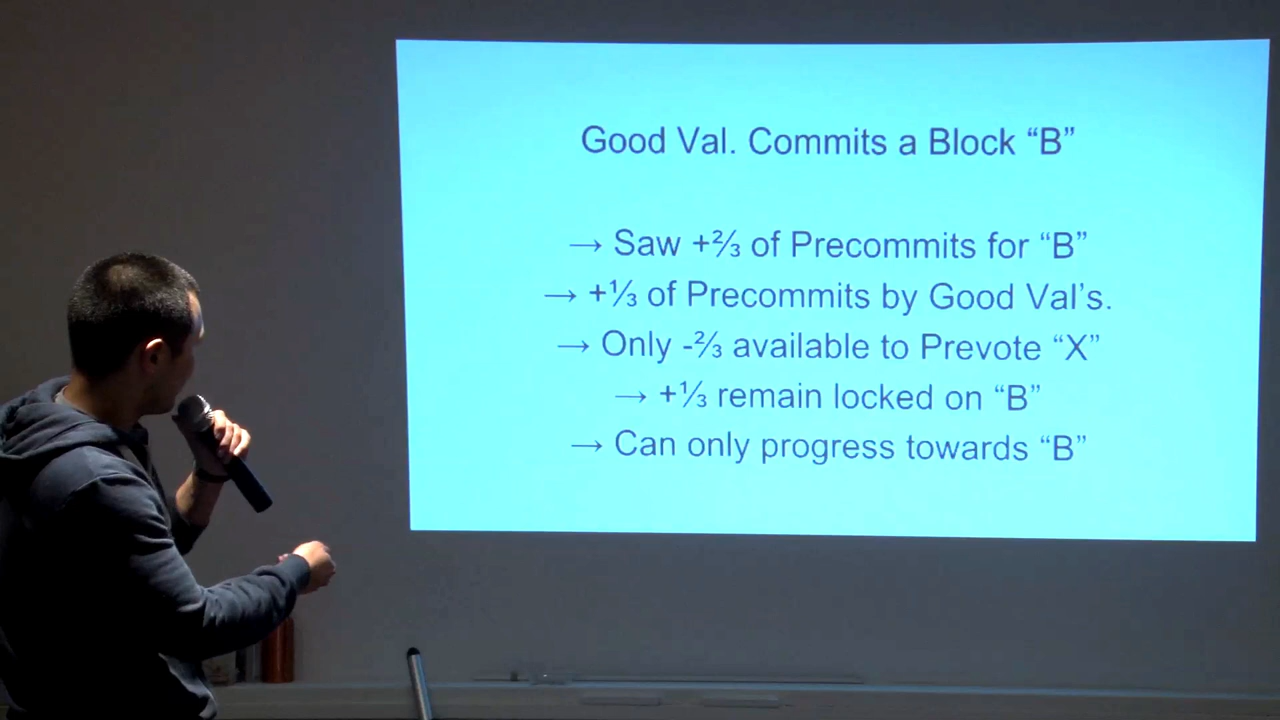 Good Val. Commits a Block “B”
→ Saw +⅔ of Precommits for “B”
→ +⅓ of Precommits by Good Val’s.
→ Only -⅔ available to Prevote “X”
→ +⅓ remain locked on “B”
→ Can only progress towards “B”